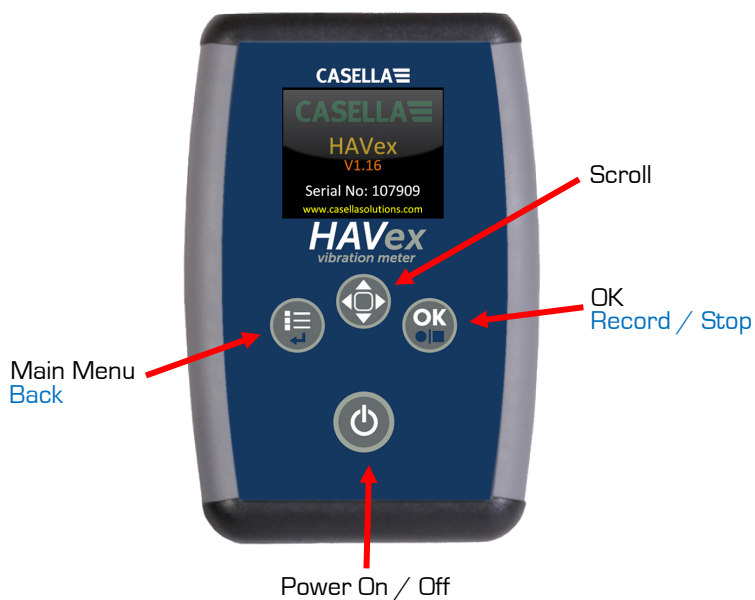 CASELLA
CASELLA
HAVex
V1.16
Serial No: 107909
www.casellasolutions.com
HAVex
vibration meter
Scroll
OK
OK
Record / Stop
Main Menu
Back
Power On / Off